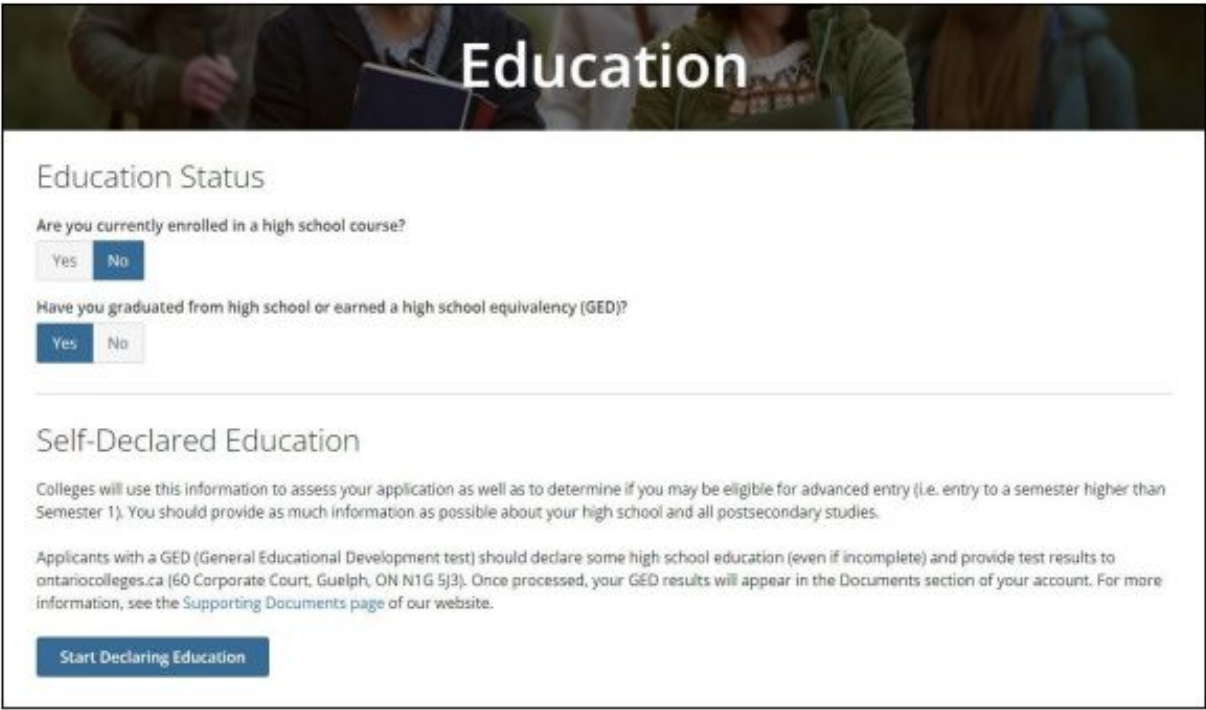 Education
Education Status
Are you currently enrolled in a high school course?
Yes No
Have you graduated from high school or earned a high school equivalency (GED)?
Yes No
Self-Declared Education
Colleges will use this information to assess your application as well as to determine if you may be eligible for advanced entry (i.e. entry to a semester higher than
Semester 1). You should provide as much information as possible about your high school and all postsecondary studies.
Applicants with a GED (General Educational Development test) should declare some high school education (even if incomplete) and provide test results to
ontariocolleges.ca (60 Corporate Court, Guelph, ON N1G 5J3). Once processed, your GED results will appear in the Documents section of your account. For more
information, see the Supporting Documents page of our website.
Start Declaring Education